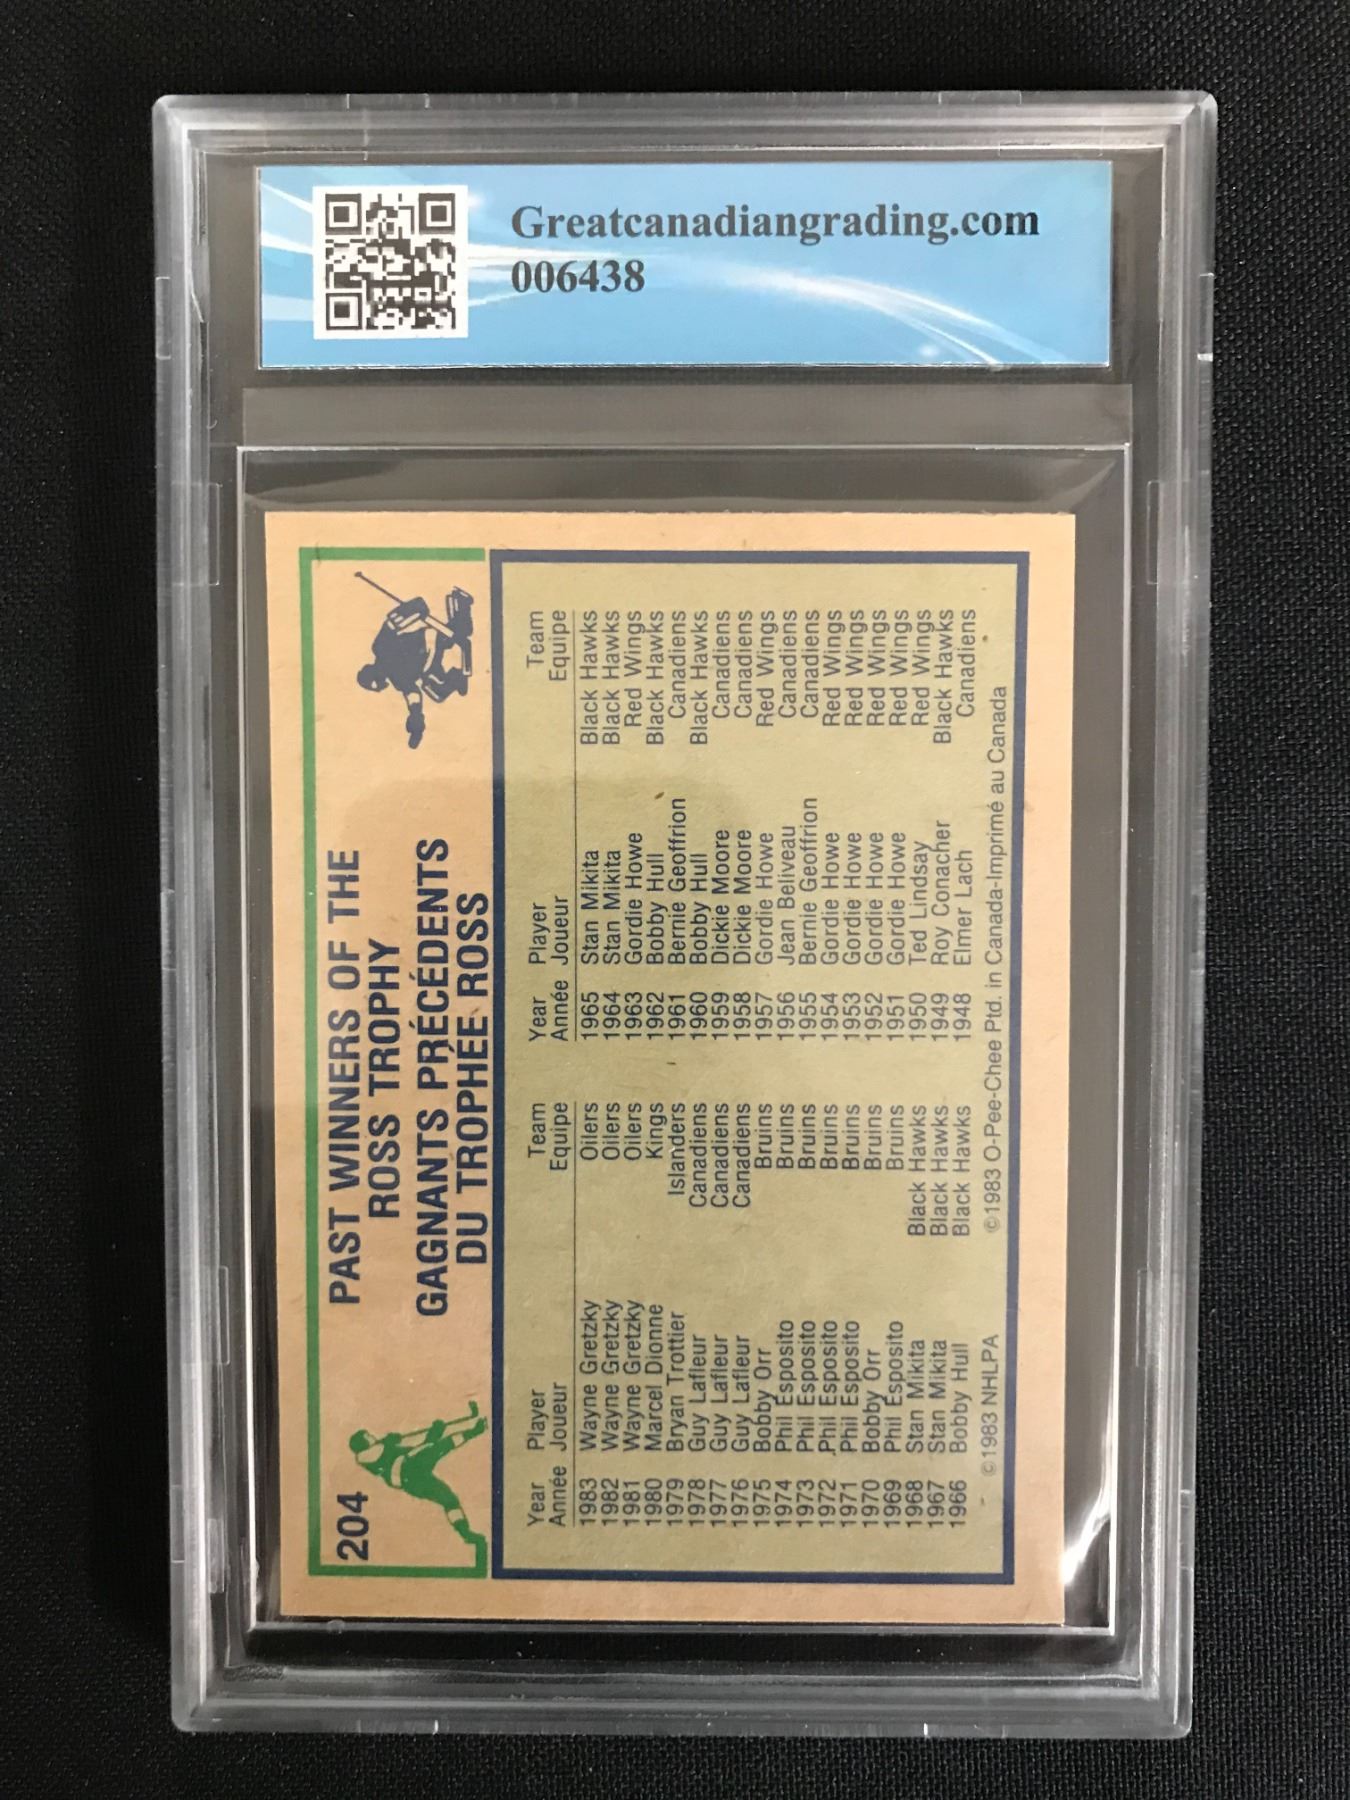 Greatcanadiangrading.com
006438
204
PAST WINNERS OF THE
ROSS TROPHY
GAGNANTS PRÉCÉDENTS
DU TROPHÉE ROSS
Year Player Team
Année Joueur Equipe
1983 Wayne Gretzky Oilers
1982 Wayne Gretzky Oilers
1981 Wayne Gretzky Oilers
1980 Marcel Dionne Kings
1979 Bryan Trottier Islanders
1978 Guy Lafleur Canadiens
1977 Guy Lafleur Canadiens
1976 Guy Lafleur Canadiens
1975 Bobby Orr Bruins
1974 Phil Esposito Bruins
1973 Phil Esposito Bruins
1972 Phil Esposito Bruins
1971 Phil Esposito Bruins
1970 Bobby Orr Bruins
1969 Phil Esposito Bruins
1968 Stan Mikita Black Hawks
1967 Stan Mikita Black Hawks
1966 Bobby Hull Black Hawks
Year Player Team
Année Joueur Equipe
1965 Stan Mikita Black Hawks
1964 Stan Mikita Black Hawks
1963 Gordie Howe Red Wings
1962 Bobby Hull Black Hawks
1961 Bernie Geoffrion Canadiens
1960 Bobby Hull Black Hawks
1959 Dickie Moore Canadiens
1958 Dickie Moore Canadiens
1957 Gordie Howe Red Wings
1956 Jean Beliveau Canadiens
1955 Bernie Geoffrion Canadiens
1954 Gordie Howe Red Wings
1953 Gordie Howe Red Wings
1952 Gordie Howe Red Wings
1951 Gordie Howe Red Wings
1950 Ted Lindsay Red Wings
1949 Roy Conacher Black Hawks
1948 Elmer Lach Canadiens
©1983 NHLPA ©1983 O-Pee-Chee Ptd. in Canada-Imprimé au Canada